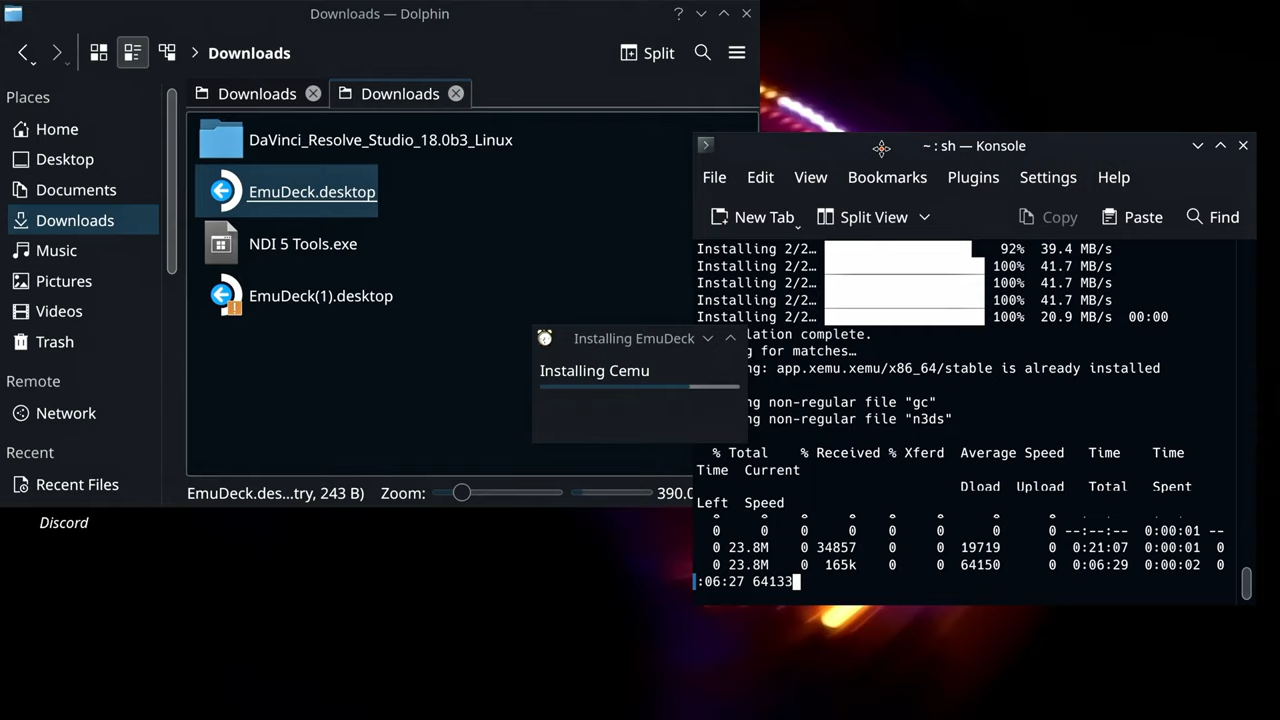 Downloads — Dolphin
?
Downloads
Split
Places
Home
Desktop
Documents
Downloads
Music
Pictures
Videos
Trash
Remote
Network
Recent
Recent Files
Downloads
Downloads
DaVinci_Resolve_Studio_18.0b3_Linux
EmuDeck.desktop
NDI 5 Tools.exe
EmuDeck(1).desktop
EmuDeck.des...try, 243 B)
Zoom:
390.0
Discord
Installing EmuDeck
Installing Cemu
~ : sh — Konsole
File Edit View Bookmarks Plugins Settings Help
New Tab Split View Copy Paste Find
Installing 2/2… 92% 39.4 MB/s
Installing 2/2… 100% 41.7 MB/s
Installing 2/2… 100% 41.7 MB/s
Installing 2/2… 100% 41.7 MB/s
Installing 2/2… 100% 20.9 MB/s 00:00
lation complete.
g for matches…
ng: app.xemu.xemu/x86_64/stable is already installed
ng non-regular file "gc"
ng non-regular file "n3ds"
% Total % Received % Xferd Average Speed Time Time
Time Current
Dload Upload Total Spent
Left Speed
0 0 0 0 0 0 0 0 --:--:-- 0:00:01 --
0 23.8M 0 34857 0 0 19719 0 0:21:07 0:00:01 0
0 23.8M 0 165k 0 0 64150 0 0:06:29 0:00:02 0
:06:27 64133